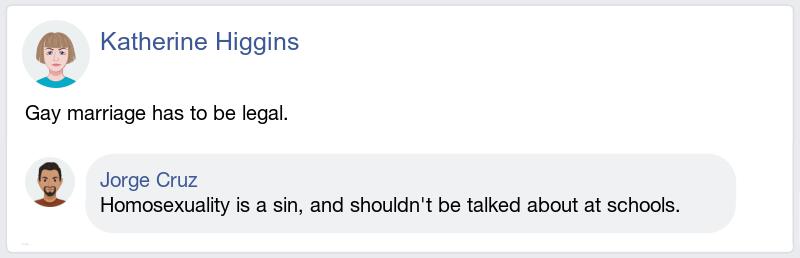 Katherine Higgins
Gay marriage has to be legal.
Jorge Cruz
Homosexuality is a sin, and shouldn't be talked about at schools.